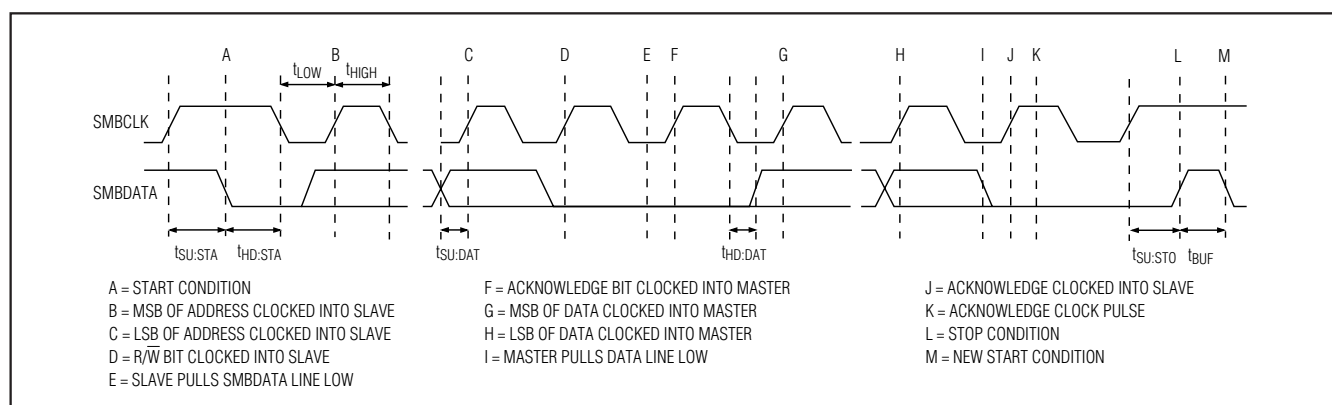 A B C D E F G H I J K L M
tLOW tHIGH
SMBCLK
SMBDATA
tSU:STA tHD:STA tSU:DAT tHD:DAT tSU:STO tBUF
A = START CONDITION
B = MSB OF ADDRESS CLOCKED INTO SLAVE
C = LSB OF ADDRESS CLOCKED INTO SLAVE
D = R/W̅ BIT CLOCKED INTO SLAVE
E = SLAVE PULLS SMBDATA LINE LOW
F = ACKNOWLEDGE BIT CLOCKED INTO MASTER
G = MSB OF DATA CLOCKED INTO MASTER
H = LSB OF DATA CLOCKED INTO MASTER
I = MASTER PULLS DATA LINE LOW
J = ACKNOWLEDGE CLOCKED INTO SLAVE
K = ACKNOWLEDGE CLOCK PULSE
L = STOP CONDITION
M = NEW START CONDITION